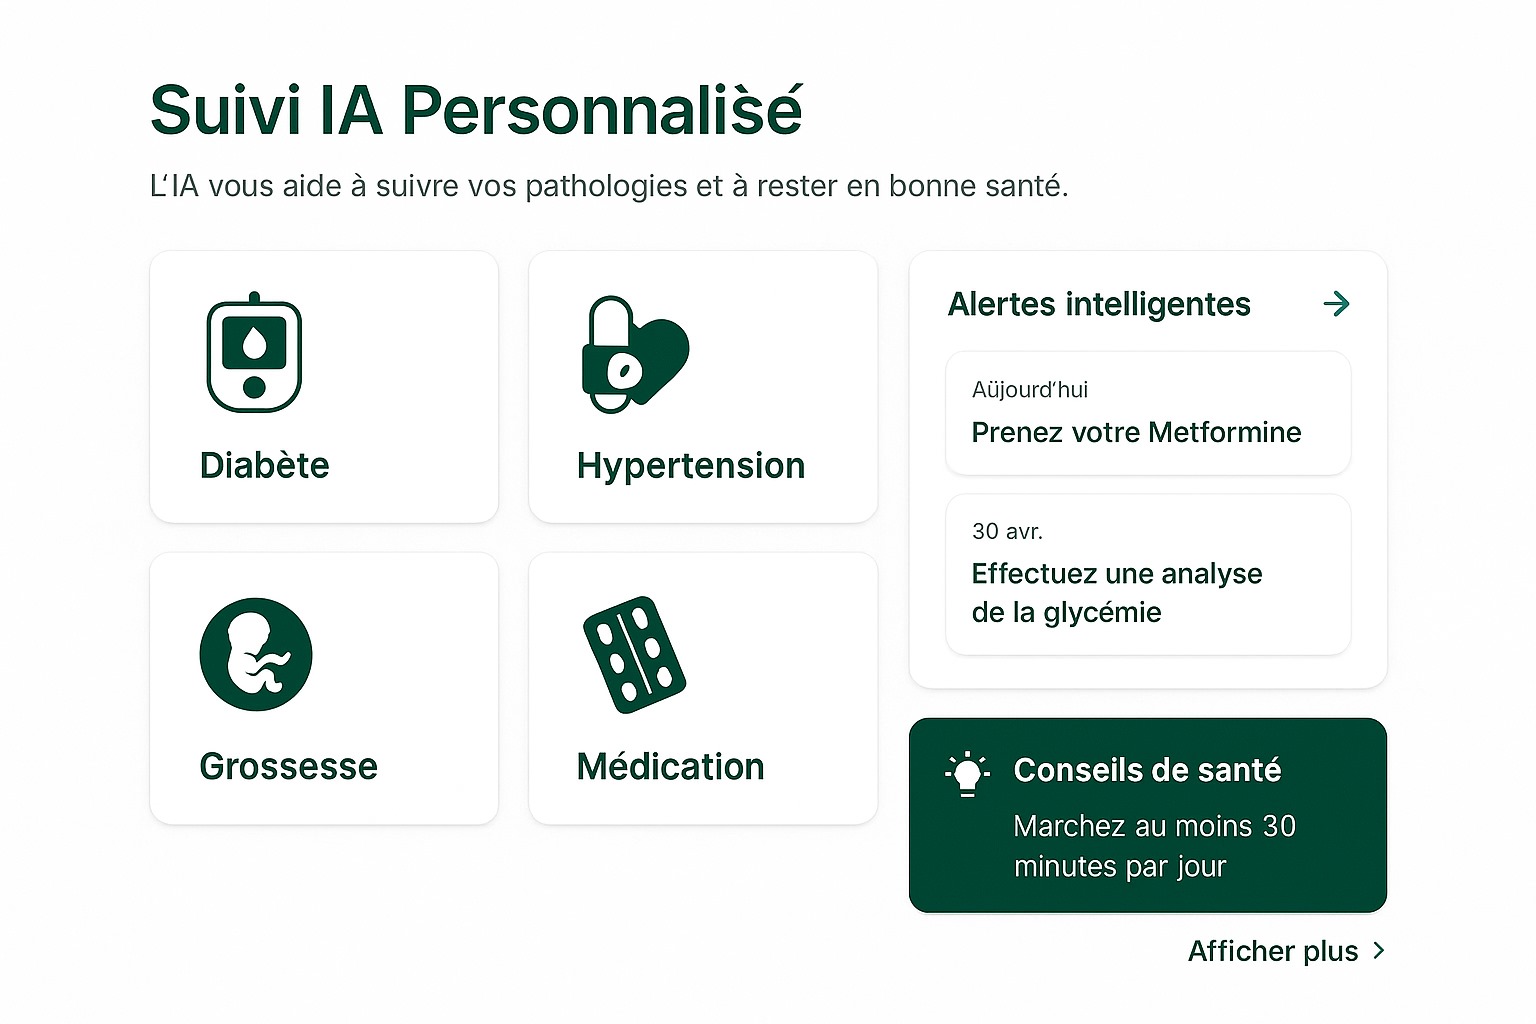 Suivi IA Personnalis̀é
L‘IA vous aide à suivre vos pathologies et à rester en bonne santé.
Diabète
Hypertension
Grossesse
Médication
Alertes intelligentes
Aüjourd‘hui
Prenez votre Metformine
30 avr.
Effectuez une analyse
de la glycémie
Conseils de santé
Marchez au moins 30
minutes par jour
Afficher plus